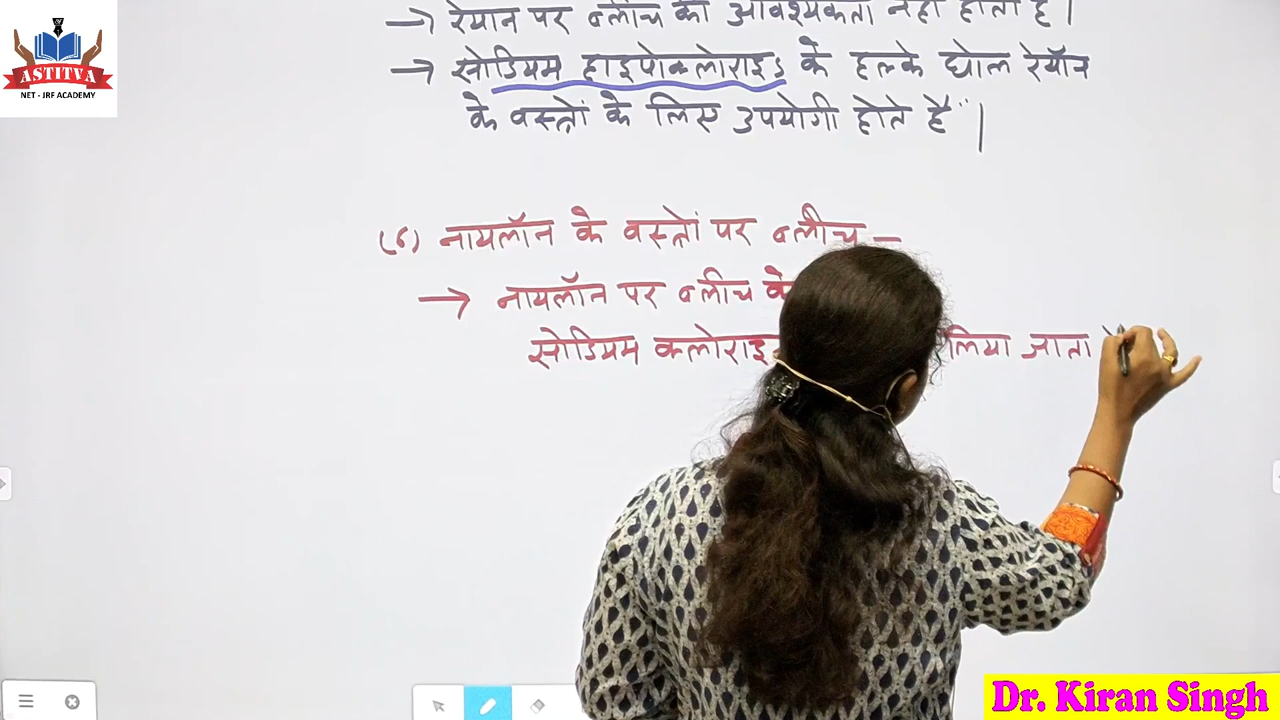 → रेयान पर ब्लीच की आवश्यकता नहीं होती है।
→ सोडियम हाइपोक्लोराइड के हल्के घोल रेयॉन
के वस्त्रों के लिए उपयोगी होते हैं।
ASTITVA
NET - JRF ACADEMY
(6) नायलॉन के वस्त्रों पर ब्लीच –
→ नायलॉन पर ब्लीच के
सोडियम क्लोराइ लिया जाता
Dr. Kiran Singh